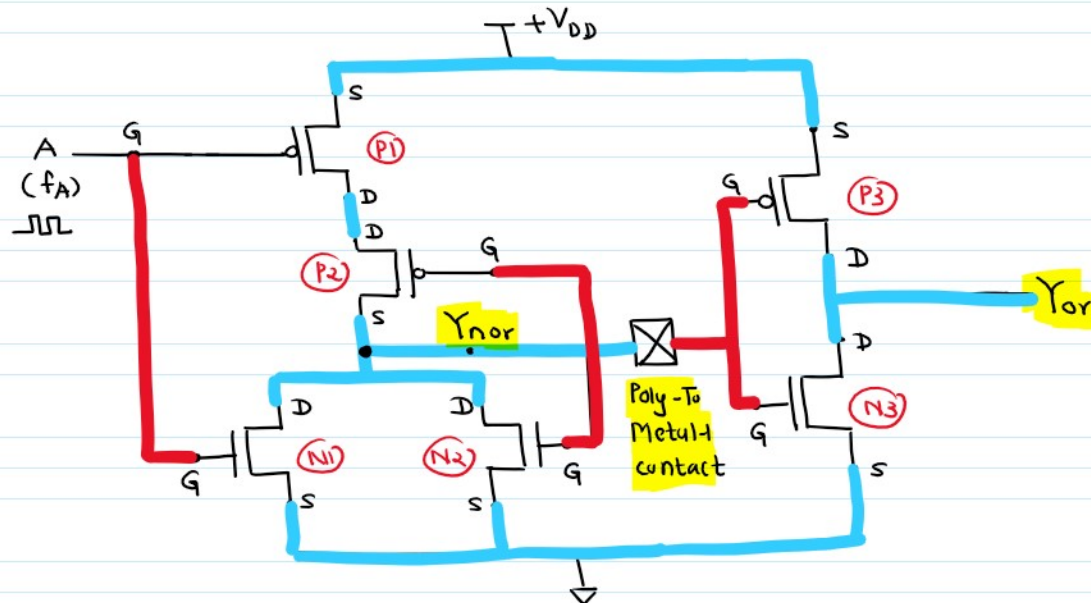 +VDD
S
S
G
A
(fA)
P1
D
D
G
P3
G
P2
D
S
Ynor
Yor
D
D
D
Poly-To
Metal-1
contact
N1
N2
N3
G
G
G
S
S
S